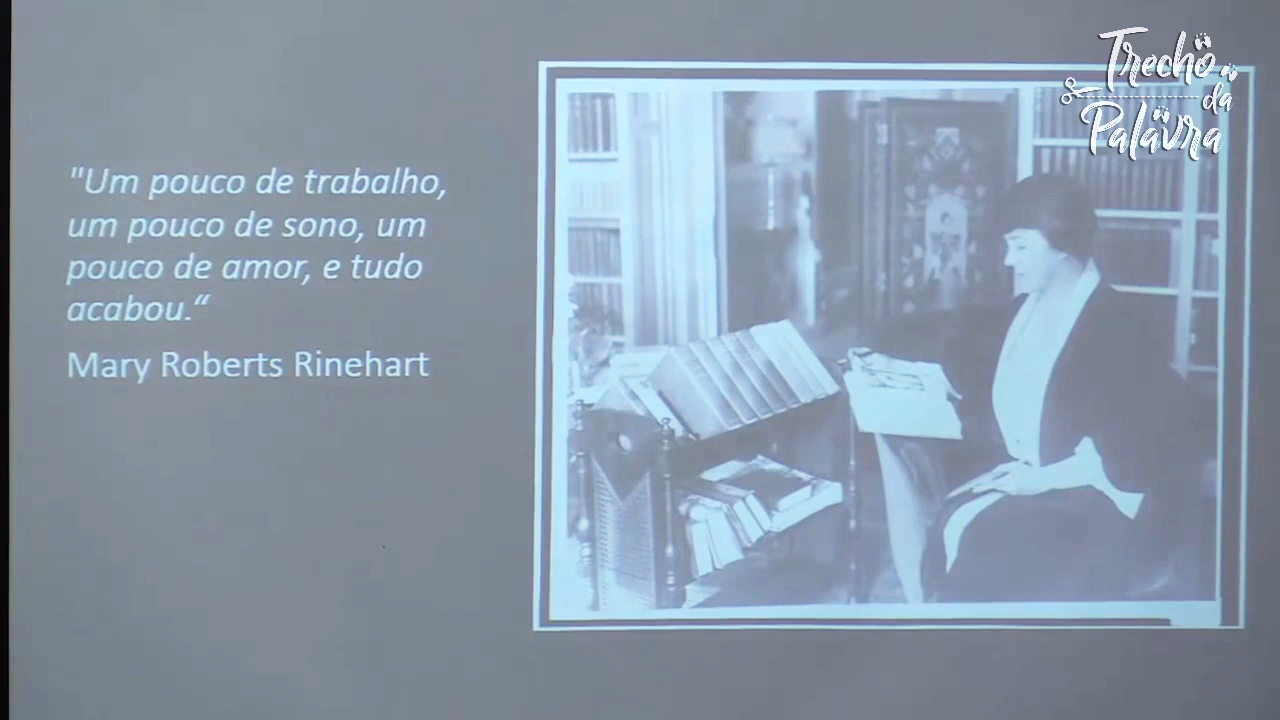 "Um pouco de trabalho,
um pouco de sono, um
pouco de amor, e tudo
acabou.“
Mary Roberts Rinehart
Trecho
da
Palavra